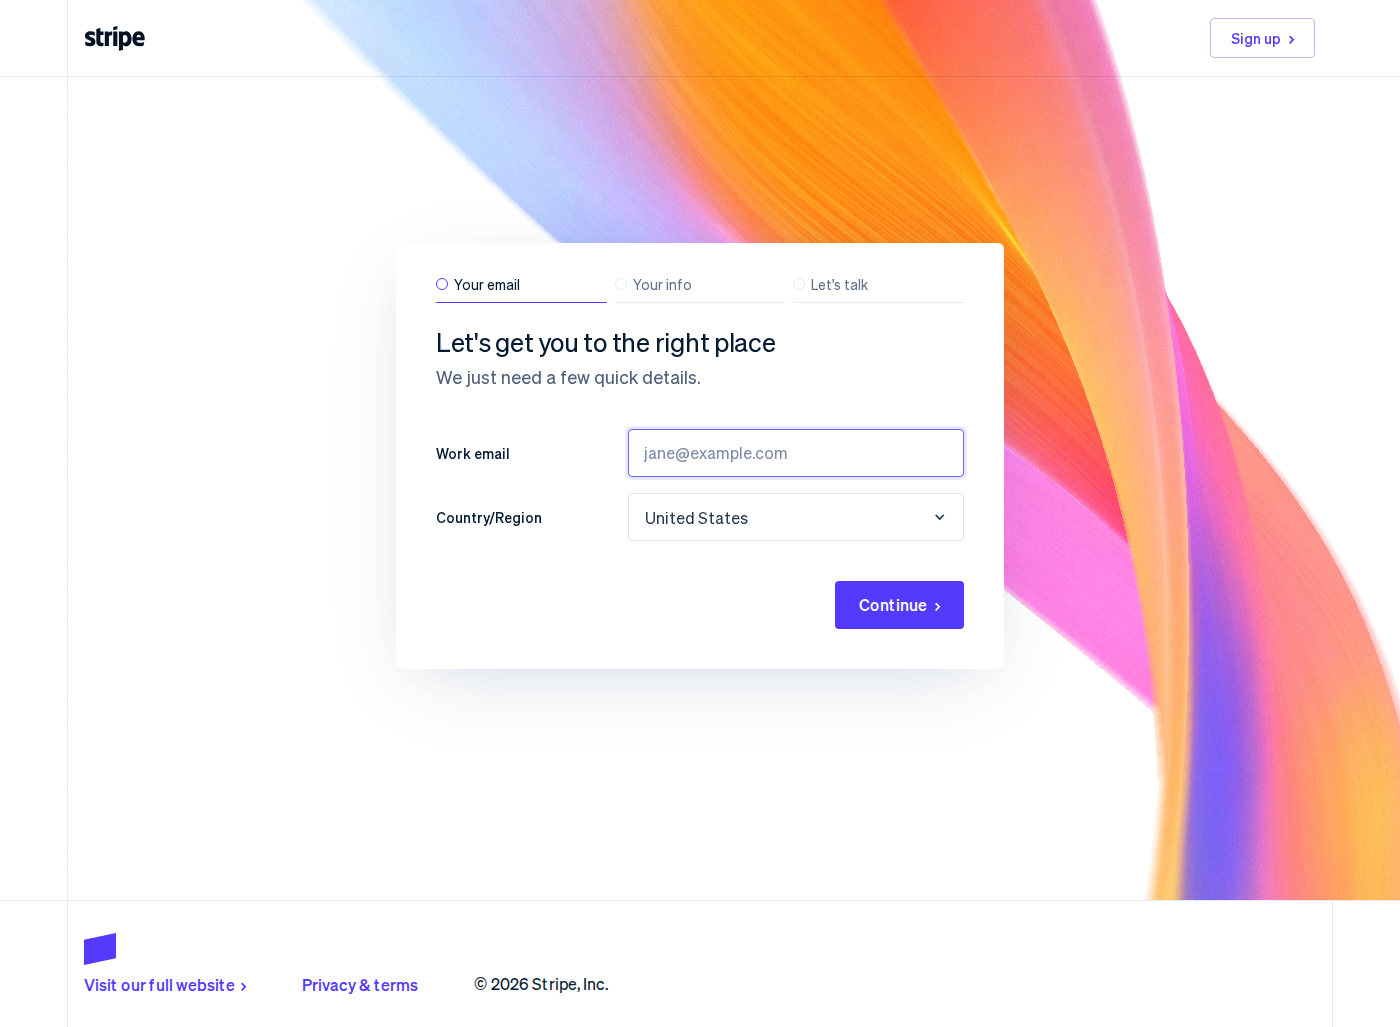 stripe
Sign up
Your email
Your info
Let's talk
Let's get you to the right place
We just need a few quick details.
Work email
jane@example.com
Country/Region
United States
Continue
Visit our full website
Privacy & terms
© 2026 Stripe, Inc.